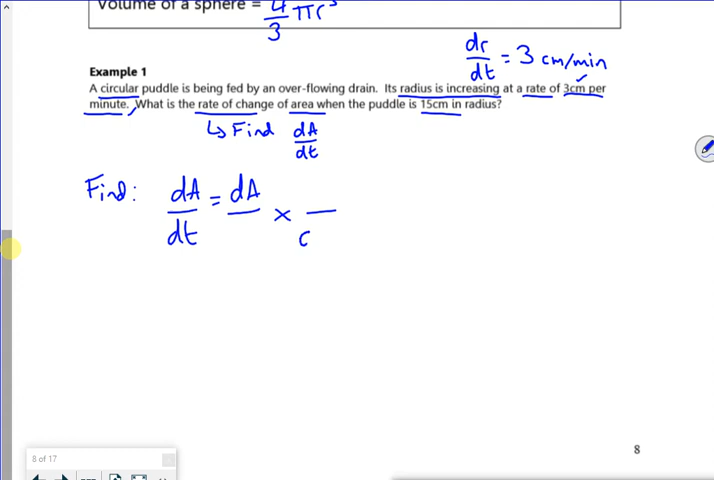 Volume of a sphere = 4/3 πr³
dr/dt = 3 cm/min
Example 1
A circular puddle is being fed by an over-flowing drain. Its radius is increasing at a rate of 3cm per
minute. What is the rate of change of area when the puddle is 15cm in radius?
↳ Find dA/dt
Find: dA/dt = dA/ × /c
8
8 of 17